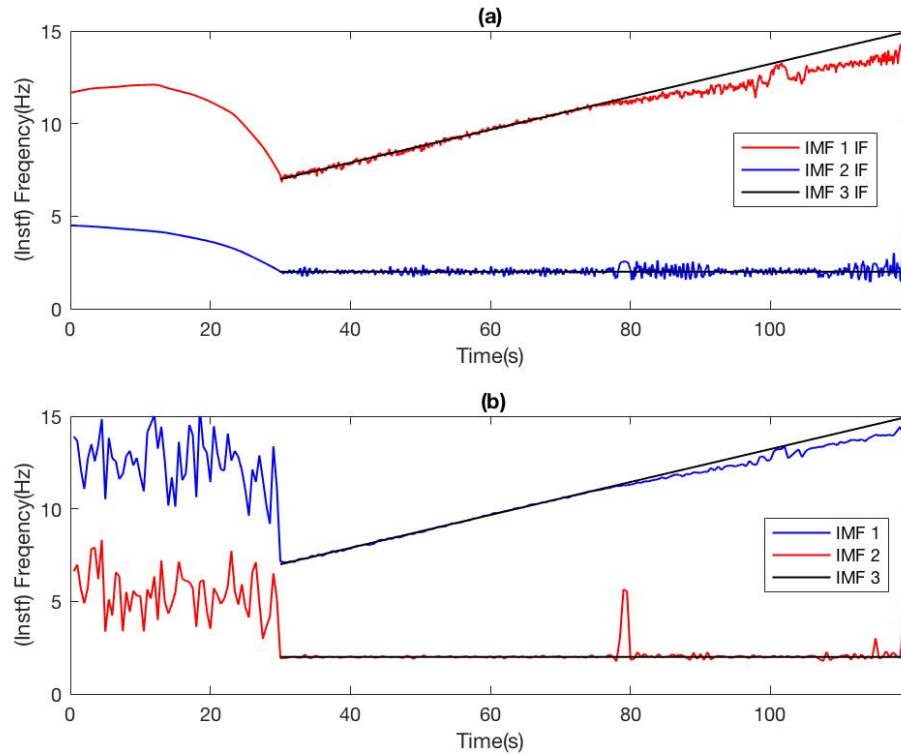 (a)
15
10
5
0
(Instf) Freqency(Hz)
IMF 1 IF
IMF 2 IF
IMF 3 IF
0 20 40 60 80 100
Time(s)
(b)
15
10
5
0
(Instf) Freqency(Hz)
IMF 1
IMF 2
IMF 3
0 20 40 60 80 100
Time(s)